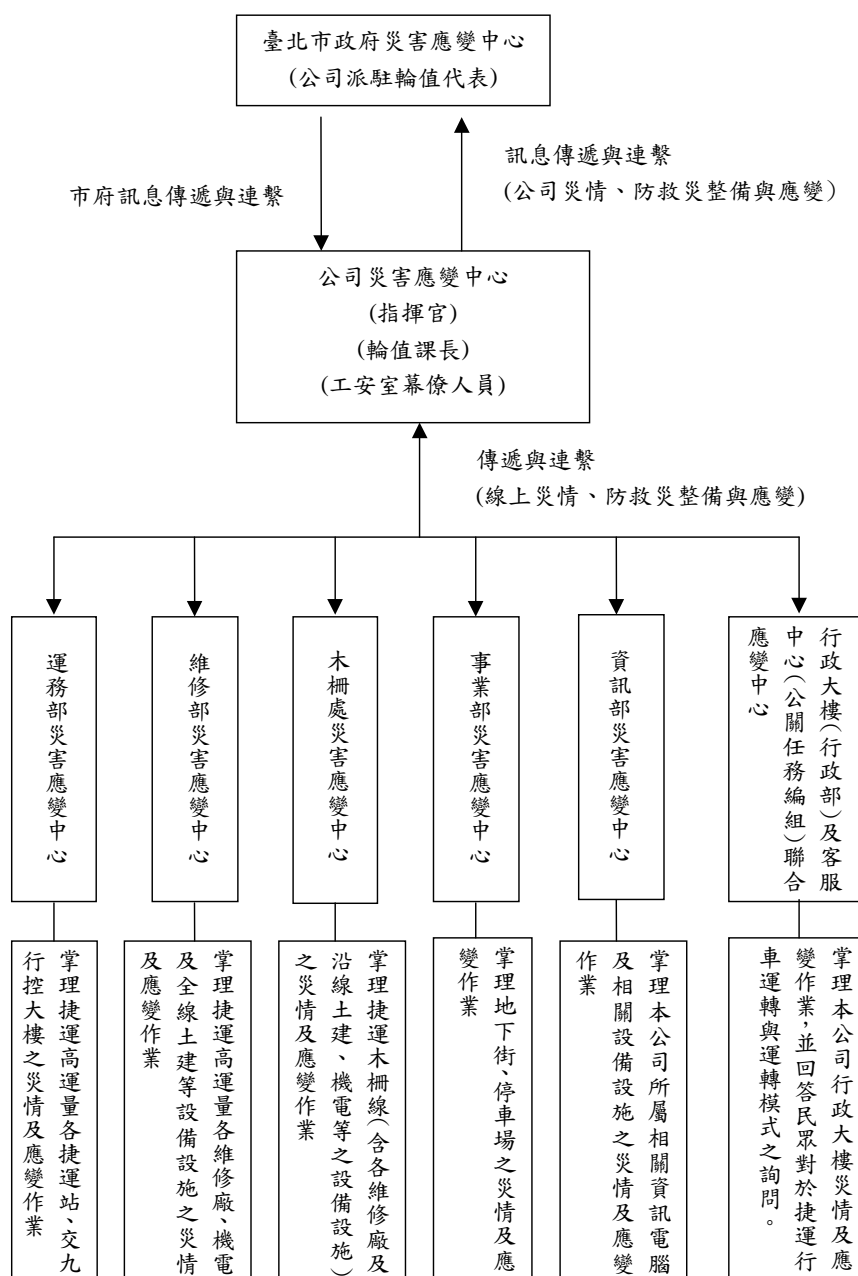 臺北市政府災害應變中心
(公司派駐輪值代表)
市府訊息傳遞與連繫
訊息傳遞與連繫
(公司災情、防救災整備與應變)
公司災害應變中心
(指揮官)
(輪值課長)
(工安室幕僚人員)
傳遞與連繫
(線上災情、防救災整備與應變)
運務部災害應變中心
維修部災害應變中心
木柵處災害應變中心
事業部災害應變中心
資訊部災害應變中心
行政大樓(行政部)及客服
中心(公關任務編組)聯合
應變中心
掌理捷運高運量各捷運站、交九
行控大樓之災情及應變作業
掌理捷運高運量各維修廠、機電
及全線土建等設備設施之災情
及應變作業
掌理捷運木柵線(含各維修廠及
沿線土建、機電等之設備設施)
之災情及應變作業
掌理地下街、停車場之災情及應
變作業
掌理本公司所屬相關資訊電腦
及相關設備設施之災情及應變
作業
掌理本公司行政大樓災情及應
變作業,並回答民眾對於捷運行
車運轉與運轉模式之詢問。